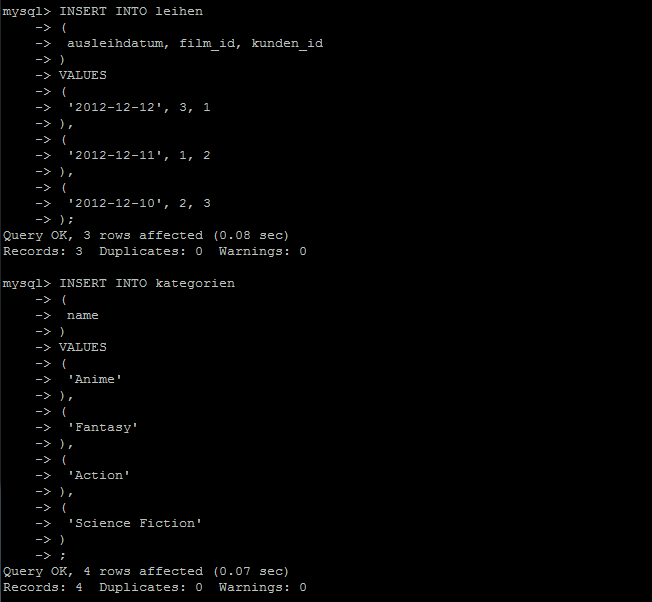 mysql> INSERT INTO leihen
    -> (
    ->  ausleihdatum, film_id, kunden_id
    -> )
    -> VALUES
    -> (
    ->  '2012-12-12', 3, 1
    -> ),
    -> (
    ->  '2012-12-11', 1, 2
    -> ),
    -> (
    ->  '2012-12-10', 2, 3
    -> );
Query OK, 3 rows affected (0.08 sec)
Records: 3  Duplicates: 0  Warnings: 0

mysql> INSERT INTO kategorien
    -> (
    ->  name
    -> )
    -> VALUES
    -> (
    ->  'Anime'
    -> ),
    -> (
    ->  'Fantasy'
    -> ),
    -> (
    ->  'Action'
    -> ),
    -> (
    ->  'Science Fiction'
    -> )
    -> ;
Query OK, 4 rows affected (0.07 sec)
Records: 4  Duplicates: 0  Warnings: 0